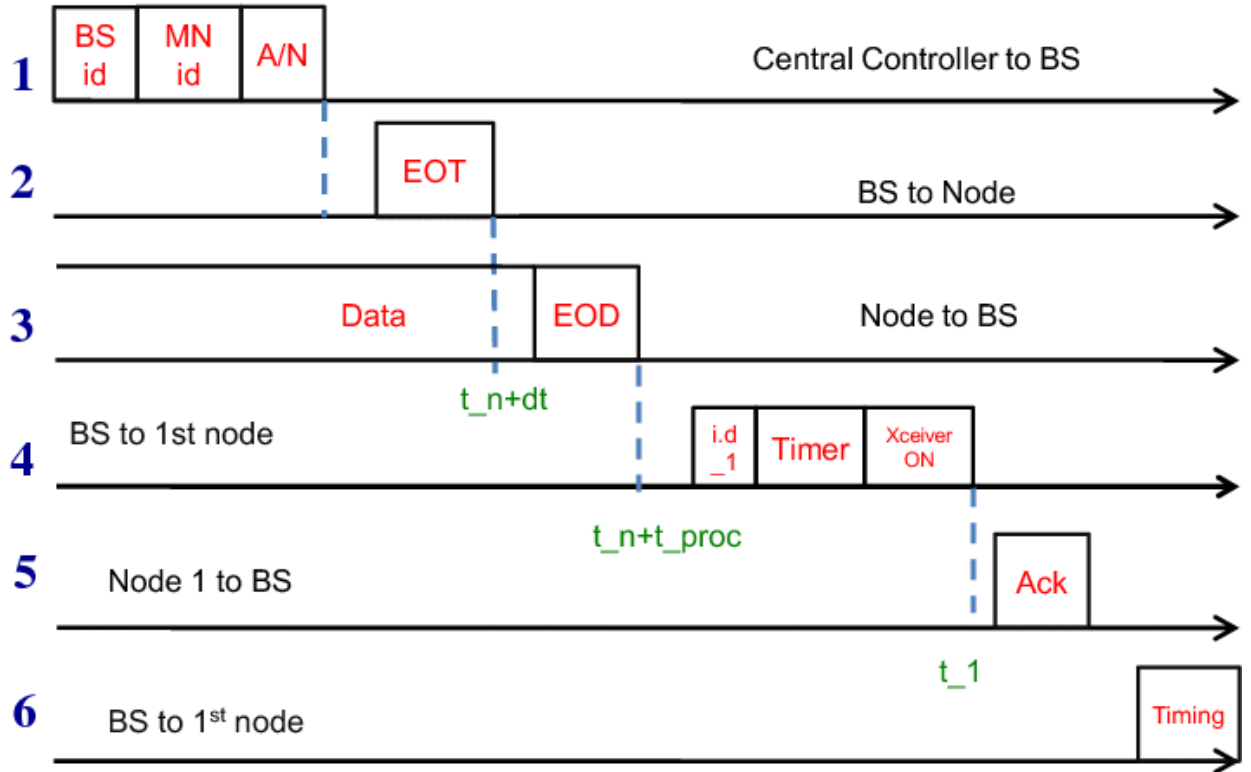 BS
id
MN
id
A/N
1
Central Controller to BS
EOT
2
BS to Node
Data
EOD
3
Node to BS
t_n+dt
BS to 1st node
4
i.d
_1
Timer
Xceiver
ON
t_n+t_proc
5
Node 1 to BS
Ack
t_1
6
BS to 1st node
Timing